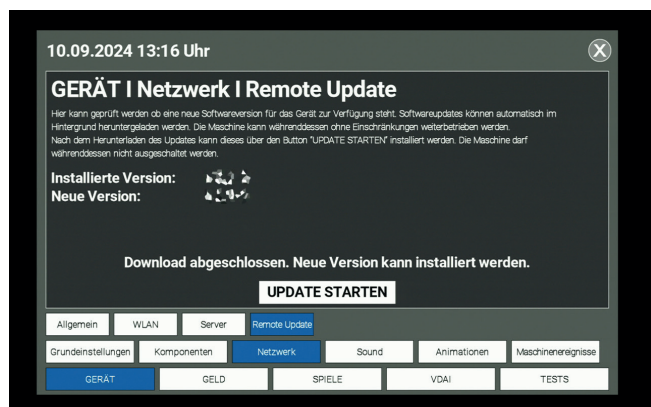 10.09.2024 13:16 Uhr
X
GERÄT I Netzwerk I Remote Update
Hier kann geprüft werden ob eine neue Softwareversion für das Gerät zur Verfügung steht. Softwareupdates können automatisch im
Hintergrund heruntergeladen werden. Die Maschine kann währenddessen ohne Einschränkungen weiterbetrieben werden.
Nach dem Herunterladen des Updates kann dieses über den Button "UPDATE STARTEN" installiert werden. Die Maschine darf
währenddessen nicht ausgeschaltet werden.
Installierte Version:
Neue Version:
Download abgeschlossen. Neue Version kann installiert werden.
UPDATE STARTEN
Allgemein WLAN Server Remote Update
Grundeinstellungen Komponenten Netzwerk Sound Animationen Maschinenereignisse
GERÄT GELD SPIELE VDAI TESTS